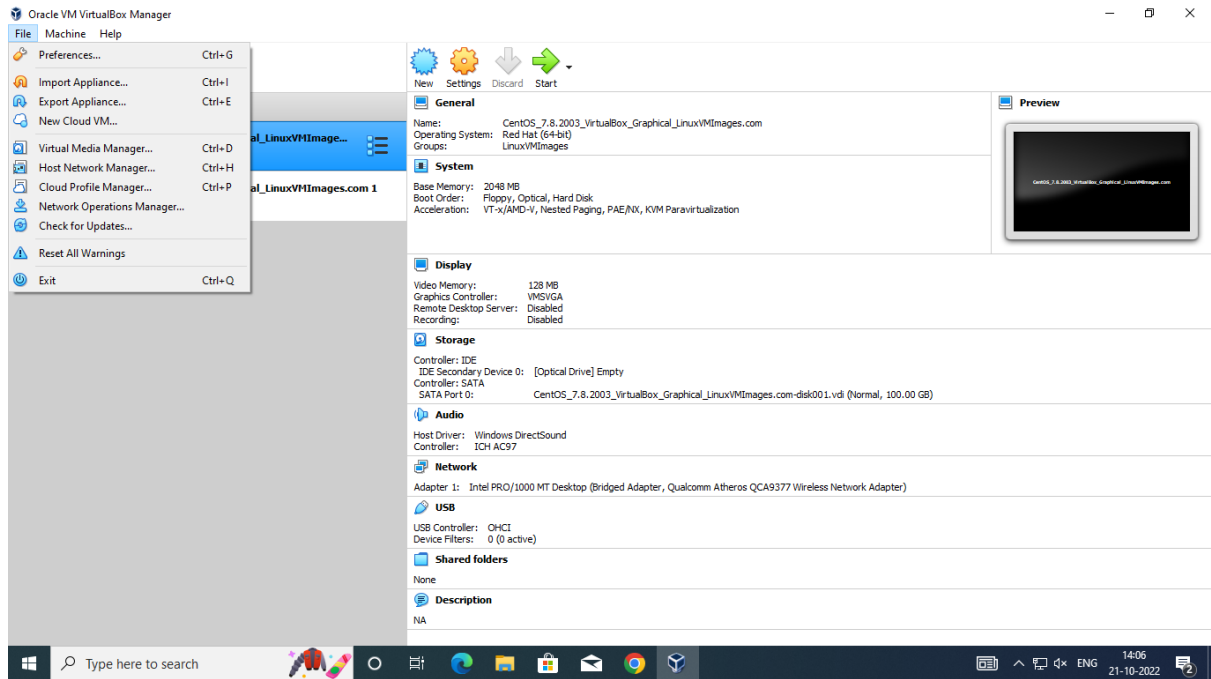 Oracle VM VirtualBox Manager
File Machine Help
Preferences... Ctrl+G
Import Appliance... Ctrl+I
Export Appliance... Ctrl+E
New Cloud VM...
Virtual Media Manager... Ctrl+D
Host Network Manager... Ctrl+H
Cloud Profile Manager... Ctrl+P
Network Operations Manager...
Check for Updates...
Reset All Warnings
Exit Ctrl+Q
al_LinuxVMImage...
al_LinuxVMImages.com 1
New Settings Discard Start
General
Name: CentOS_7.8.2003_VirtualBox_Graphical_LinuxVMImages.com
Operating System: Red Hat (64-bit)
Groups: LinuxVMImages
Preview
CentOS_7.8.2003_VirtualBox_Graphical_LinuxVMImages.com
System
Base Memory: 2048 MB
Boot Order: Floppy, Optical, Hard Disk
Acceleration: VT-x/AMD-V, Nested Paging, PAE/NX, KVM Paravirtualization
Display
Video Memory: 128 MB
Graphics Controller: VMSVGA
Remote Desktop Server: Disabled
Recording: Disabled
Storage
Controller: IDE
IDE Secondary Device 0: [Optical Drive] Empty
Controller: SATA
SATA Port 0: CentOS_7.8.2003_VirtualBox_Graphical_LinuxVMImages.com-disk001.vdi (Normal, 100.00 GB)
Audio
Host Driver: Windows DirectSound
Controller: ICH AC97
Network
Adapter 1: Intel PRO/1000 MT Desktop (Bridged Adapter, Qualcomm Atheros QCA9377 Wireless Network Adapter)
USB
USB Controller: OHCI
Device Filters: 0 (0 active)
Shared folders
None
Description
NA
Type here to search
ENG
14:06
21-10-2022
2